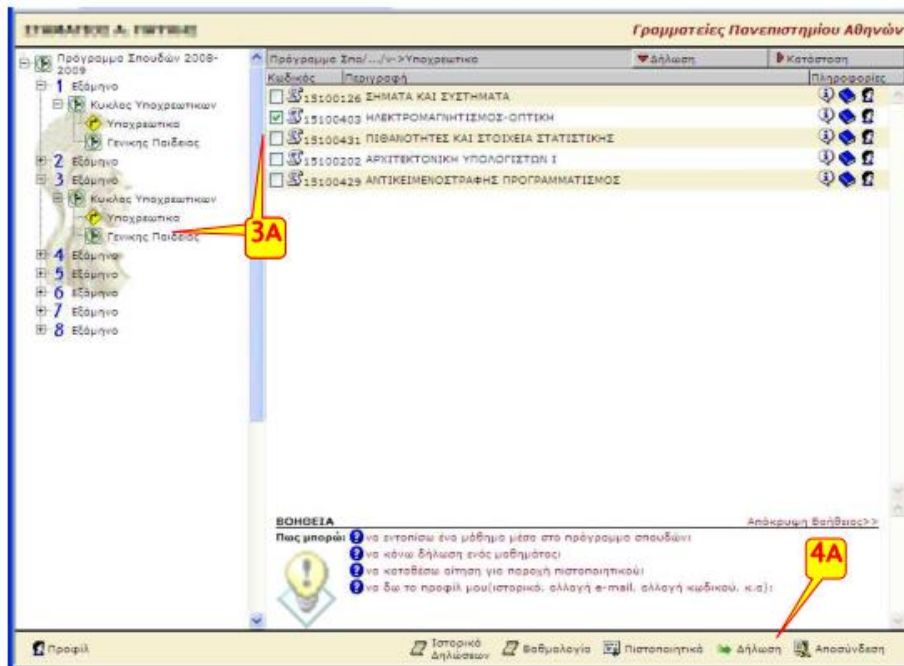 Γραμματείες Πανεπιστημίου Αθηνών
Πρόγραμμα Σπουδών 2008-
2009
1 Εξάμηνο
Κυκλος Υποχρεωτικων
Υποχρεωτικα
Γενικης Παιδειας
2 Εξάμηνο
3 Εξάμηνο
Κυκλος Υποχρεωτικων
Υποχρεωτικα
Γενικης Παιδειας
4 Εξάμηνο
5 Εξάμηνο
6 Εξάμηνο
7 Εξάμηνο
8 Εξάμηνο
Πρόγραμμα Σπο/.../v->Υποχρεωτικα Δήλωση Κατάσταση
Κωδικός Περιγραφή Πληροφορίες
15100126 ΣΗΜΑΤΑ ΚΑΙ ΣΥΣΤΗΜΑΤΑ
15100403 ΗΛΕΚΤΡΟΜΑΓΝΗΤΙΣΜΟΣ-ΟΠΤΙΚΗ
15100431 ΠΙΘΑΝΟΤΗΤΕΣ ΚΑΙ ΣΤΟΙΧΕΙΑ ΣΤΑΤΙΣΤΙΚΗΣ
15100202 ΑΡΧΙΤΕΚΤΟΝΙΚΗ ΥΠΟΛΟΓΙΣΤΩΝ Ι
15100429 ΑΝΤΙΚΕΙΜΕΝΟΣΤΡΑΦΗΣ ΠΡΟΓΡΑΜΜΑΤΙΣΜΟΣ
3A
ΒΟΗΘΕΙΑ Απόκρυψη Βοήθειας>>
Πως μπορώ: να εντοπίσω ένα μάθημα μέσα στο πρόγραμμα σπουδών;
να κάνω δήλωση ενός μαθήματος;
να καταθέσω αίτηση για παροχή πιστοποιητικού;
να δω το προφίλ μου(ιστορικό, αλλαγή e-mail, αλλαγή κωδικού, κ.α);
4A
Προφίλ Ιστορικό Δηλώσεων Βαθμολογία Πιστοποιητικά Δήλωση Αποσύνδεση